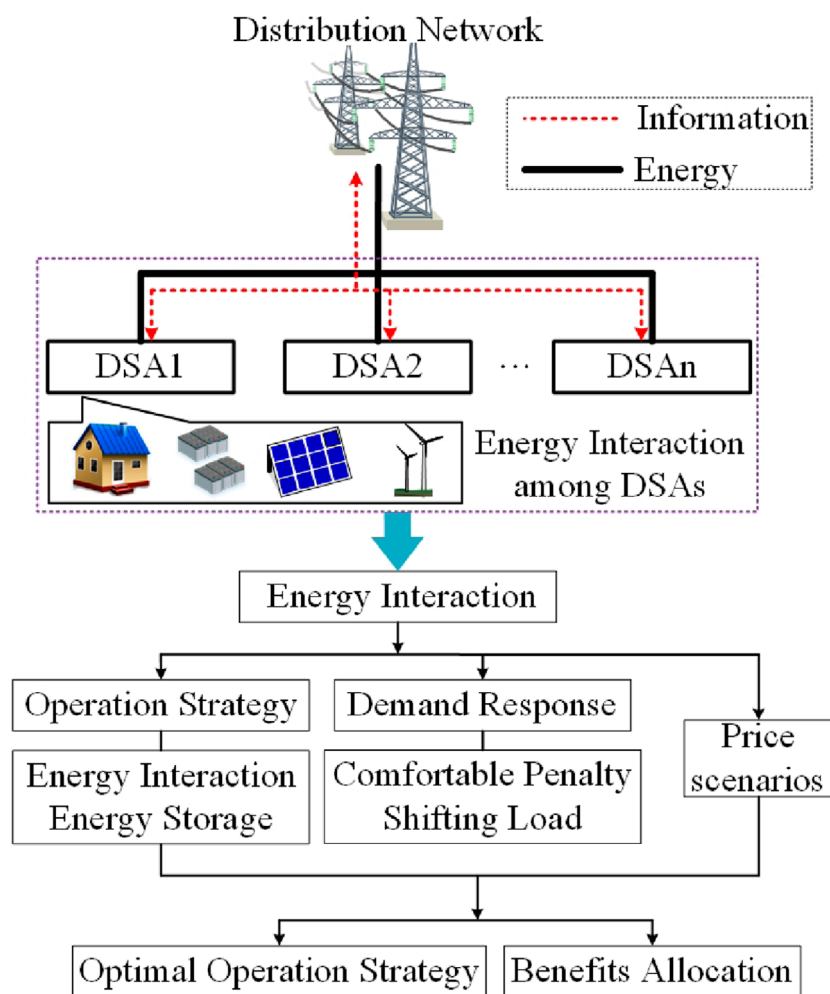 Distribution Network
Information
Energy
DSA1
DSA2
...
DSAn
Energy Interaction
among DSAs
Energy Interaction
Operation Strategy
Demand Response
Price
scenarios
Energy Interaction
Energy Storage
Comfortable Penalty
Shifting Load
Optimal Operation Strategy
Benefits Allocation